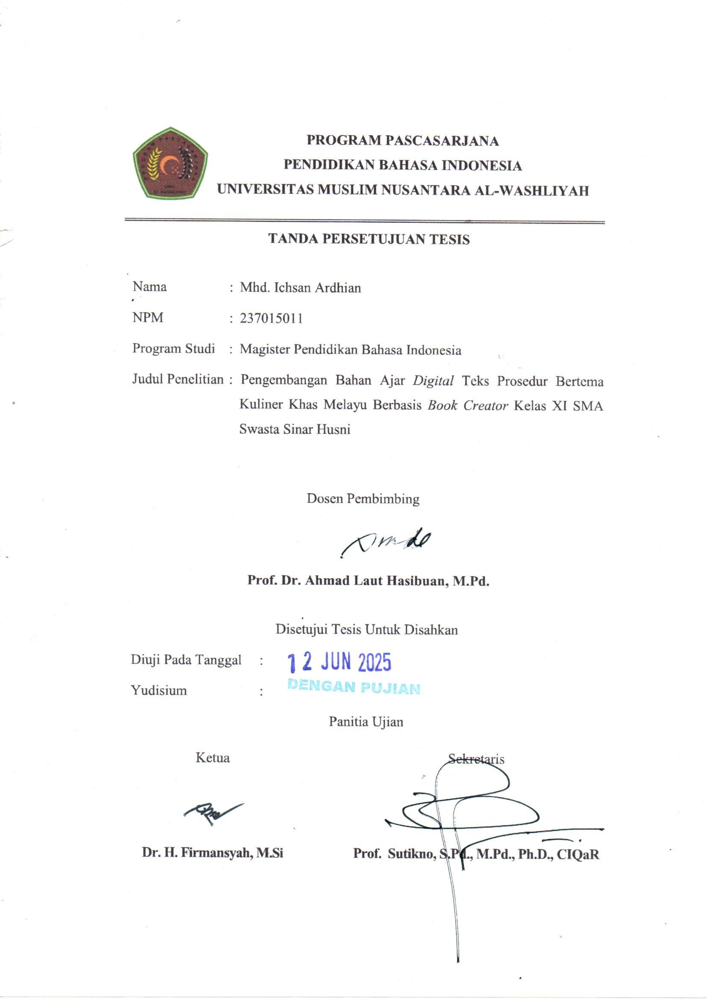 PROGRAM PASCASARJANA
PENDIDIKAN BAHASA INDONESIA
UNIVERSITAS MUSLIM NUSANTARA AL-WASHLIYAH
TANDA PERSETUJUAN TESIS
Nama : Mhd. Ichsan Ardhian
NPM : 237015011
Program Studi : Magister Pendidikan Bahasa Indonesia
Judul Penelitian : Pengembangan Bahan Ajar Digital Teks Prosedur Bertema
Kuliner Khas Melayu Berbasis Book Creator Kelas XI SMA
Swasta Sinar Husni
Dosen Pembimbing
Prof. Dr. Ahmad Laut Hasibuan, M.Pd.
Disetujui Tesis Untuk Disahkan
Diuji Pada Tanggal : 12 JUN 2025
Yudisium : DENGAN PUJIAN
Panitia Ujian
Ketua Sekretaris
Dr. H. Firmansyah, M.Si Prof. Sutikno, S.Pd., M.Pd., Ph.D., CIQaR